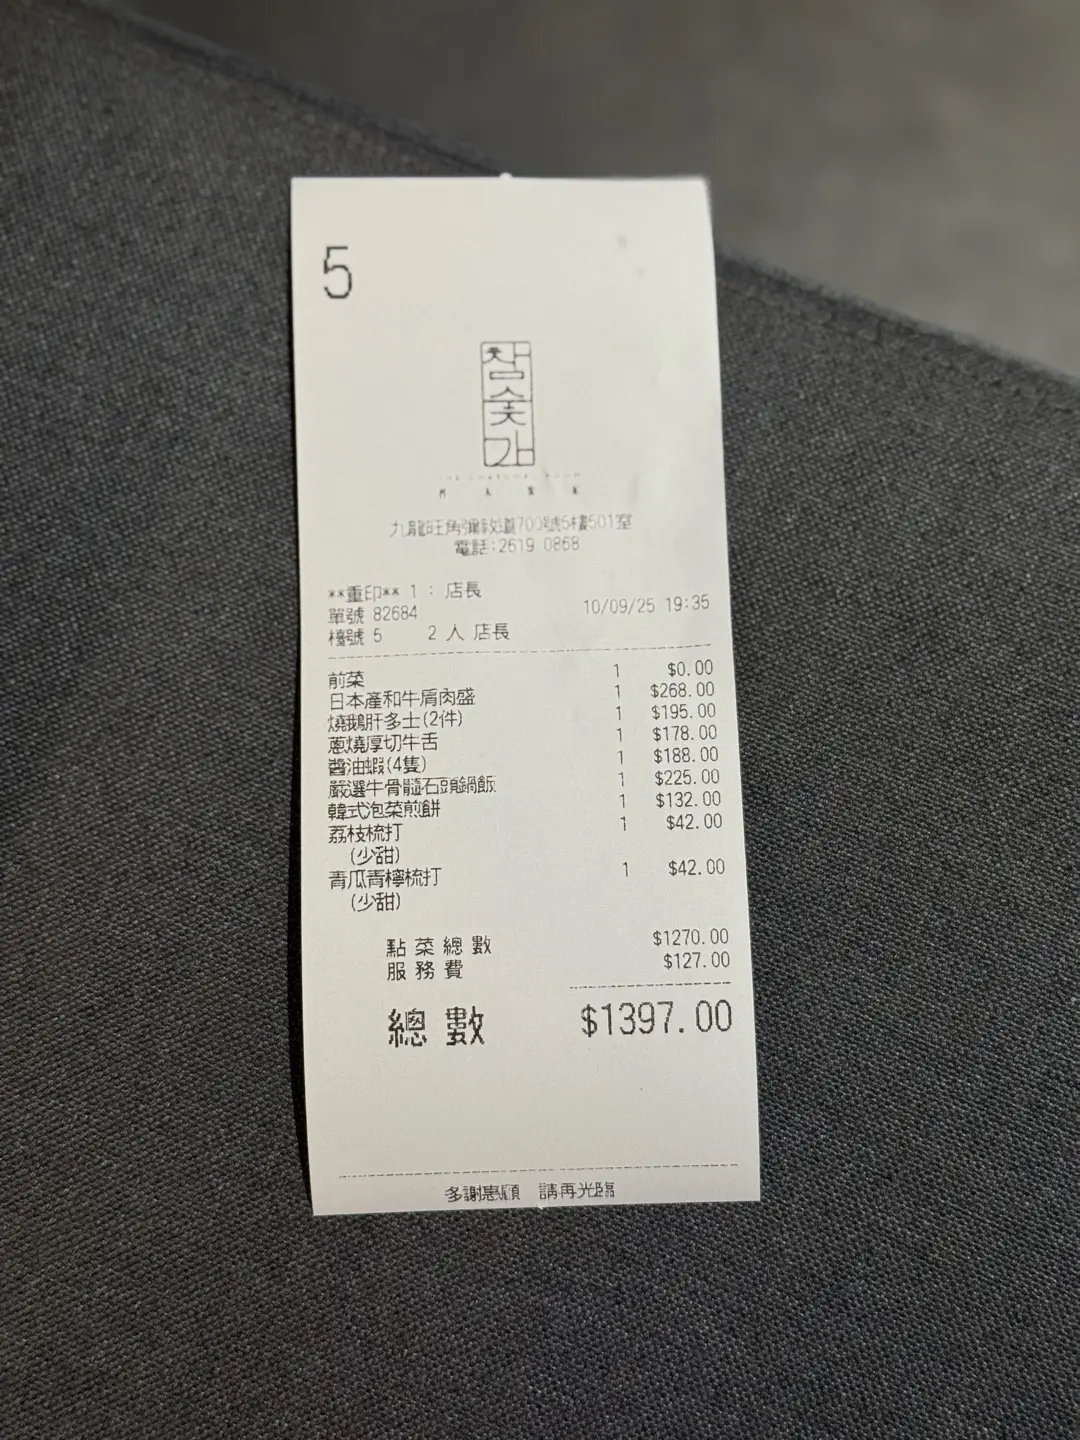 5
참
숯
간
九龍旺角彌敦道700號5樓501室
電話:2619 0868
**重印** 1 : 店長
單號 82684 10/09/25 19:35
檯號 5 2 人 店長
前菜 1 $0.00
日本產和牛肩肉盛 1 $268.00
燒鵝肝多士(2件) 1 $195.00
蔥燒厚切牛舌 1 $178.00
醬油蝦(4隻) 1 $188.00
嚴選牛骨髓石頭鍋飯 1 $225.00
韓式泡菜煎餅 1 $132.00
荔枝梳打 1 $42.00
(少甜)
青瓜青檸梳打 1 $42.00
(少甜)
點菜總數 $1270.00
服務費 $127.00
總數 $1397.00
多謝惠顧 請再光臨